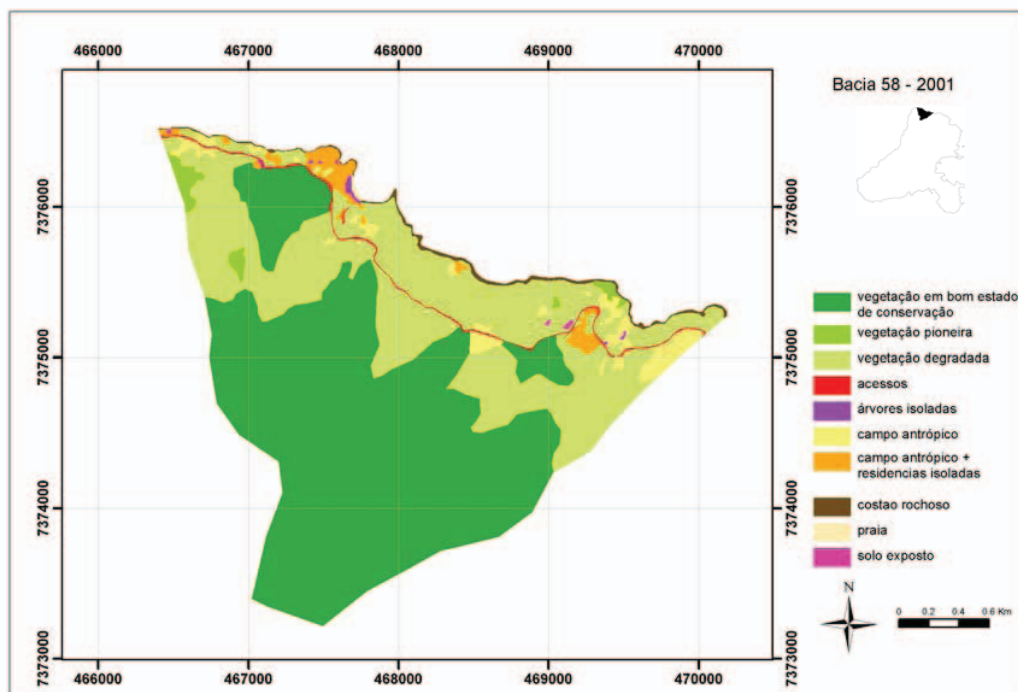 466000 467000 468000 469000 470000
Bacia 58 - 2001
7376000 7376000
vegetação em bom estado
de conservação
vegetação pioneira
7375000 7375000
vegetação degradada
acessos
árvores isoladas
campo antrópico
campo antrópico +
residencias isoladas
7374000 7374000
costao rochoso
praia
solo exposto
N
0 0.2 0.4 0.6 Km
7373000 7373000
466000 467000 468000 469000 470000